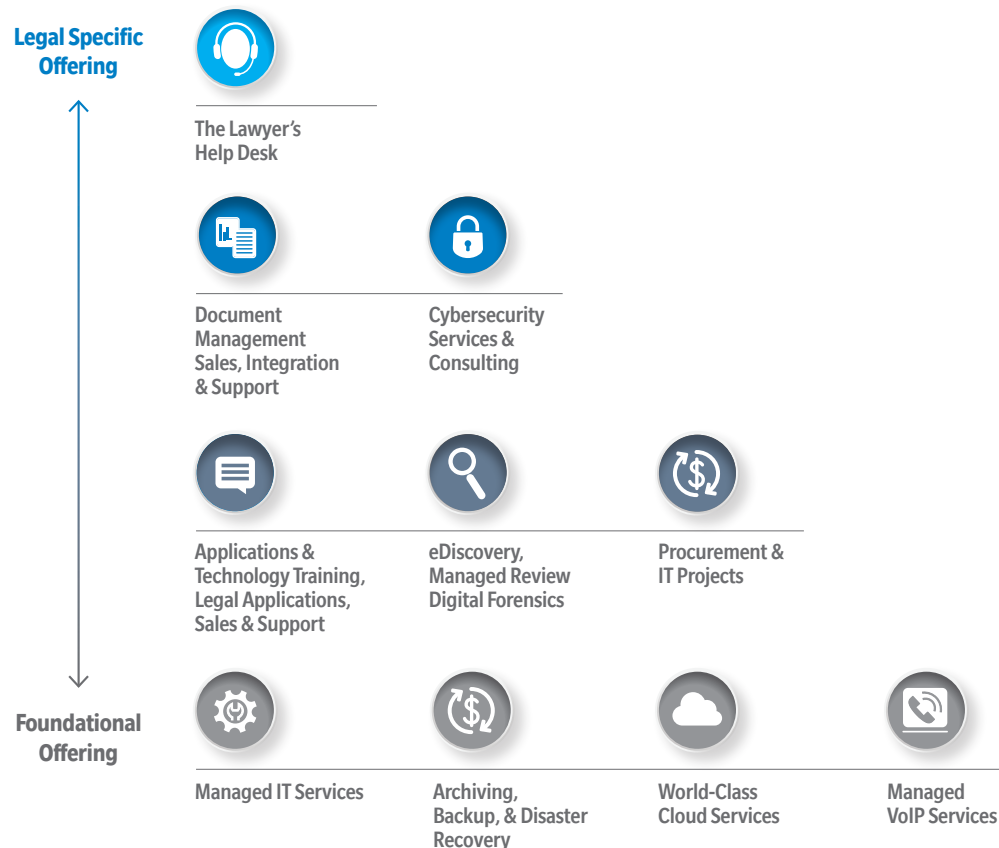 Legal Specific
Offering
The Lawyer’s
Help Desk
Document
Management
Sales, Integration
& Support
Cybersecurity
Services &
Consulting
Applications &
Technology Training,
Legal Applications,
Sales & Support
eDiscovery,
Managed Review
Digital Forensics
Procurement &
IT Projects
Foundational
Offering
Managed IT Services
Archiving,
Backup, & Disaster
Recovery
World-Class
Cloud Services
Managed
VoIP Services